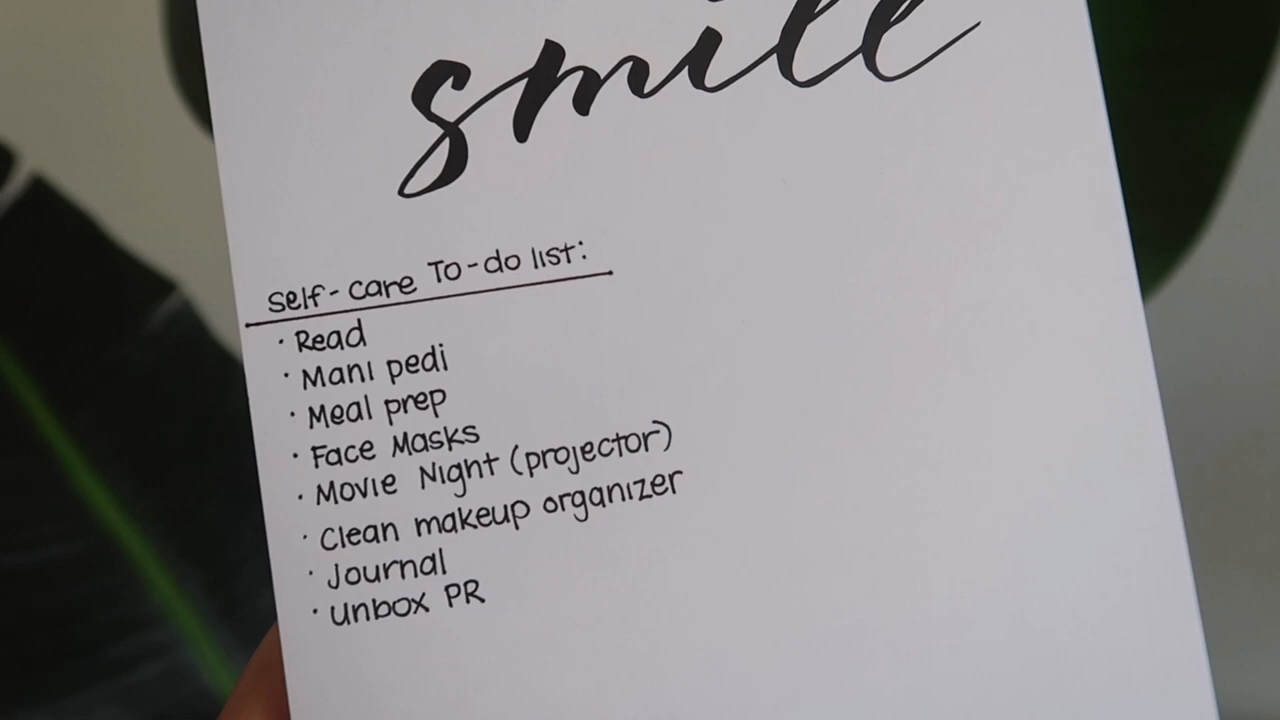 smile
Self-care To-do list:
· Read
· Mani pedi
· Meal prep
· Face Masks
· Movie Night (projector)
· Clean makeup organizer
· Journal
· Unbox PR